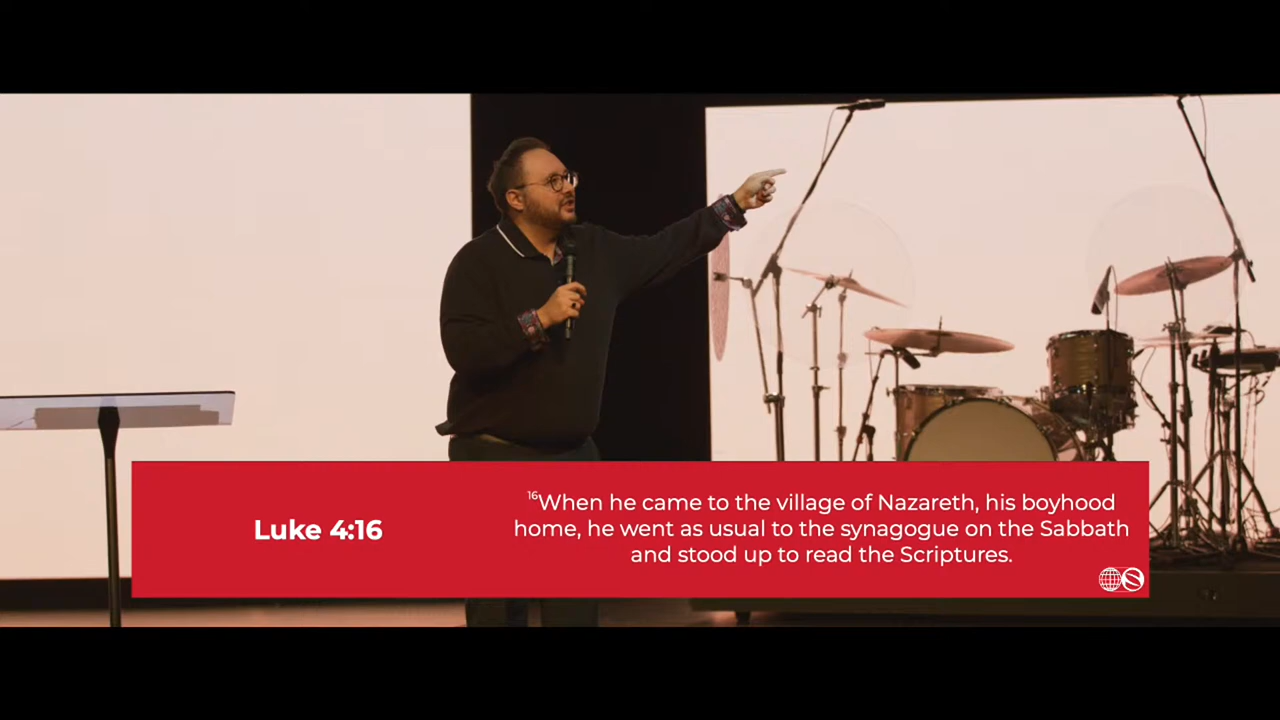 Luke 4:16
16When he came to the village of Nazareth, his boyhood
home, he went as usual to the synagogue on the Sabbath
and stood up to read the Scriptures.